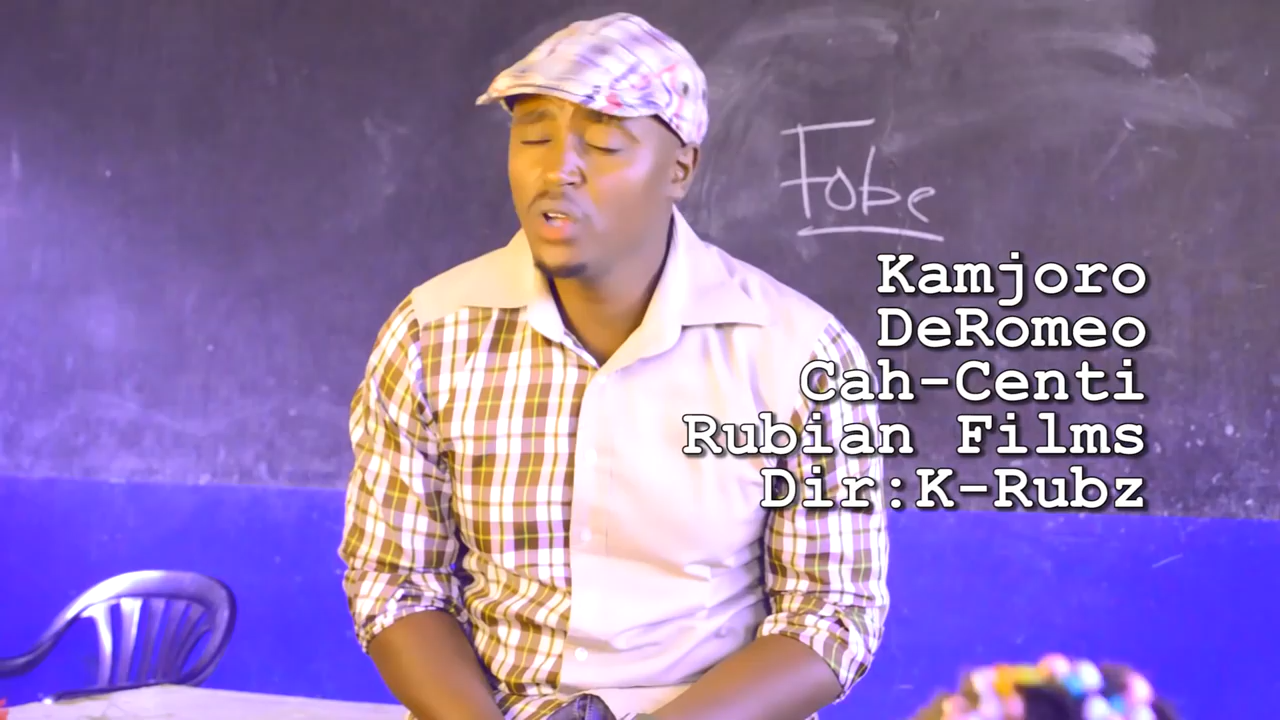 Fobe
Kamjoro
DeRomeo
Cah-Centi
Rubian Films
Dir:K-Rubz